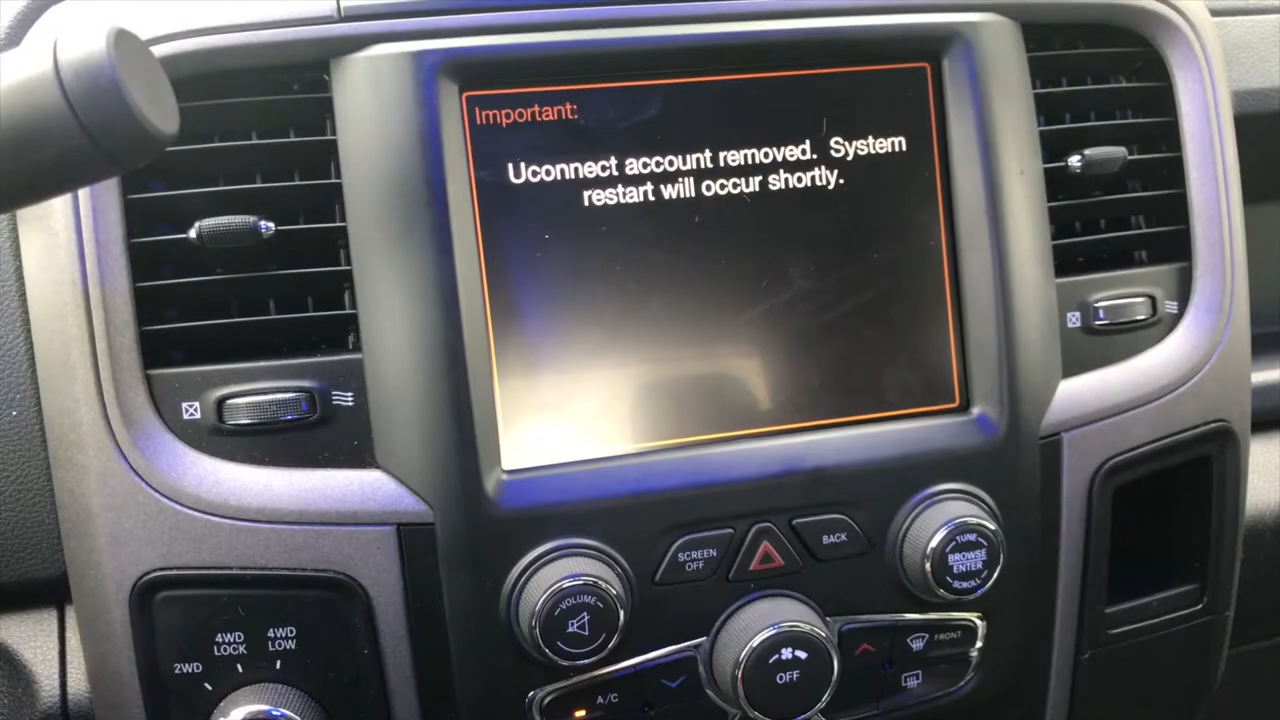 Important:
Uconnect account removed. System
restart will occur shortly.
SCREEN
OFF
BACK
TUNE
BROWSE
ENTER
SCROLL
VOLUME
4WD
LOCK
4WD
LOW
2WD
OFF
FRONT
A/C